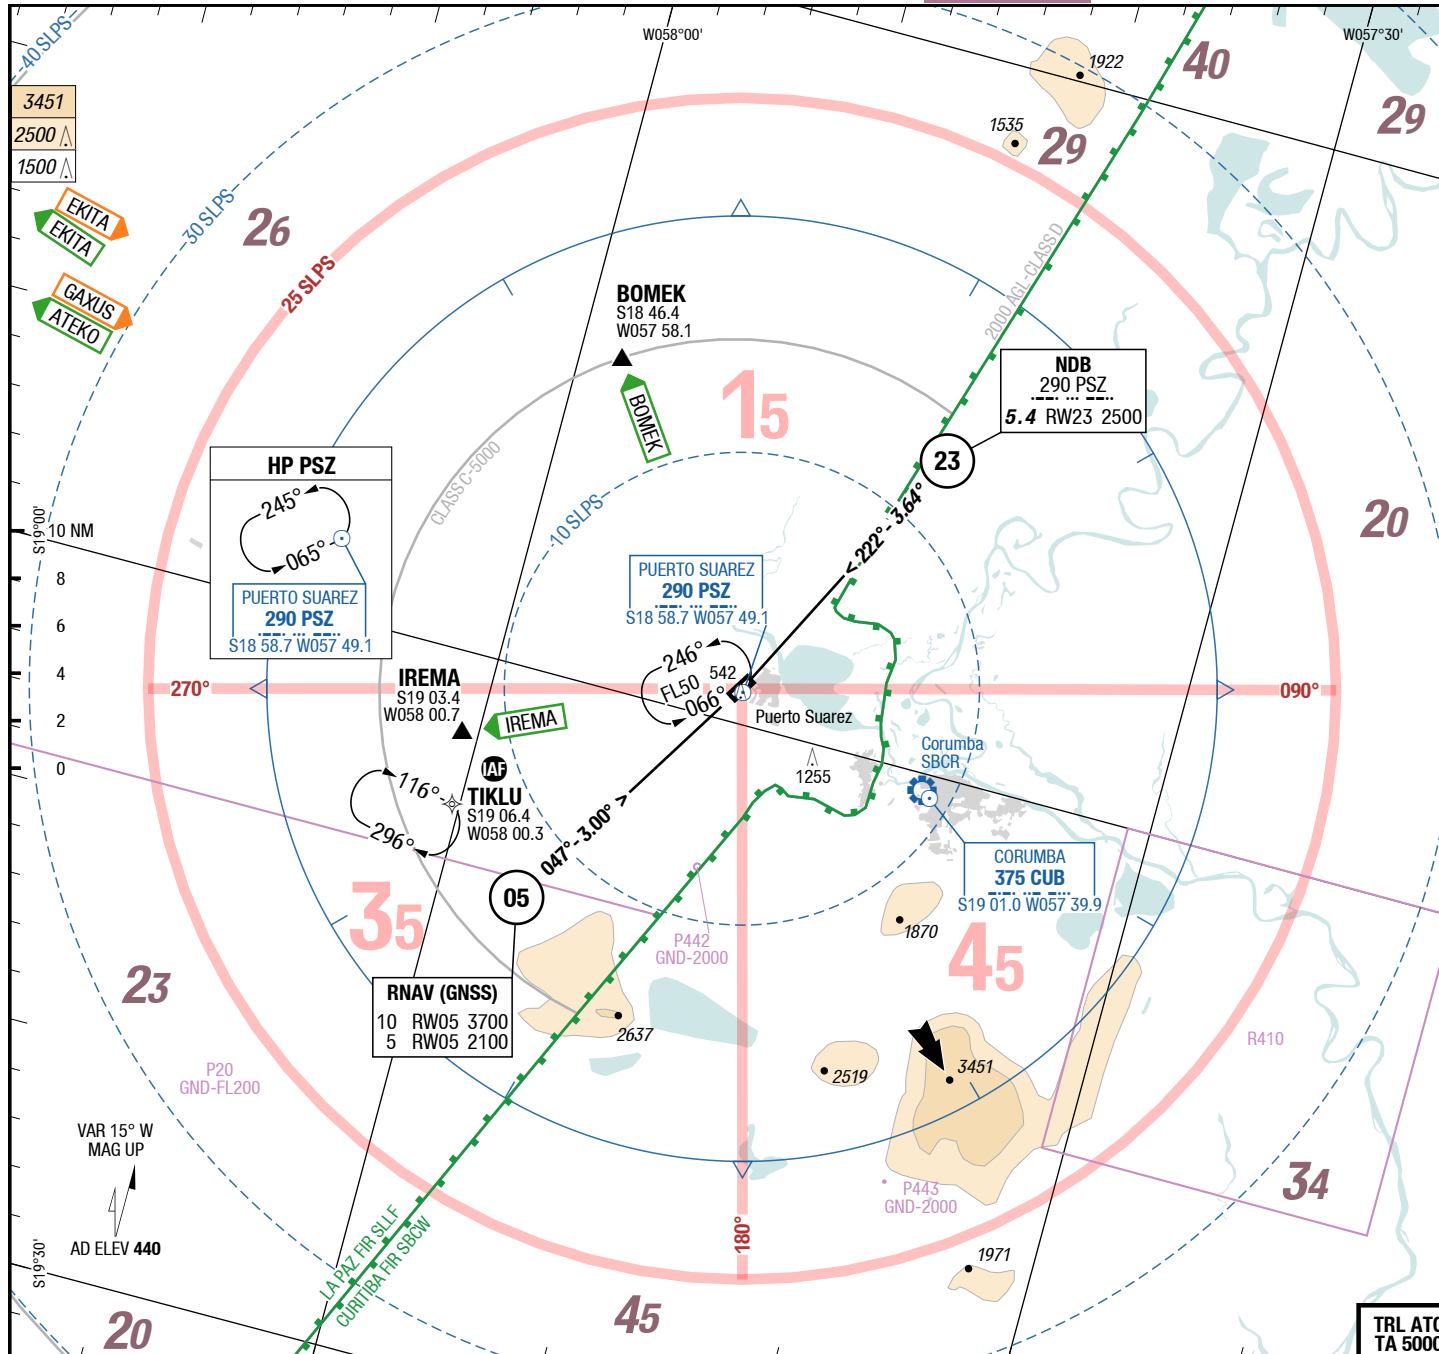 40 SLPS
W058°00'
W057°30'
1922
40
29
3451
2500
1500
1535
29
EKITA
EKITA
30 SLPS
26
GAXUS
ATEKO
25 SLPS
2000 AGL-CLASS D
BOMEK
S18 46.4
W057 58.1
BOMEK
15
NDB
290 PSZ
5.4 RW23 2500
23
CLASS C-5000
HP PSZ
245°
065°
PUERTO SUAREZ
290 PSZ
S18 58.7 W057 49.1
10 SLPS
<222°- 3.64°
20
S19°00'
10 NM
8
6
4
2
0
PUERTO SUAREZ
290 PSZ
S18 58.7 W057 49.1
246°
FL50
542
066°
270°
090°
IREMA
S19 03.4
W058 00.7
IREMA
Puerto Suarez
Corumba
SBCR
1255
IAF
TIKLU
S19 06.4
W058 00.3
116°
296°
047°- 3.00° >
05
CORUMBA
375 CUB
S19 01.0 W057 39.9
35
P442
GND-2000
1870
45
23
RNAV (GNSS)
10 RW05 3700
5 RW05 2100
2637
2519
3451
R410
P20
GND-FL200
VAR 15° W
MAG UP
AD ELEV 440
P443
GND-2000
34
180°
S19°30'
LA PAZ FIR SLLF
CURITIBA FIR SBCW
1971
20
45
TRL ATC
TA 5000